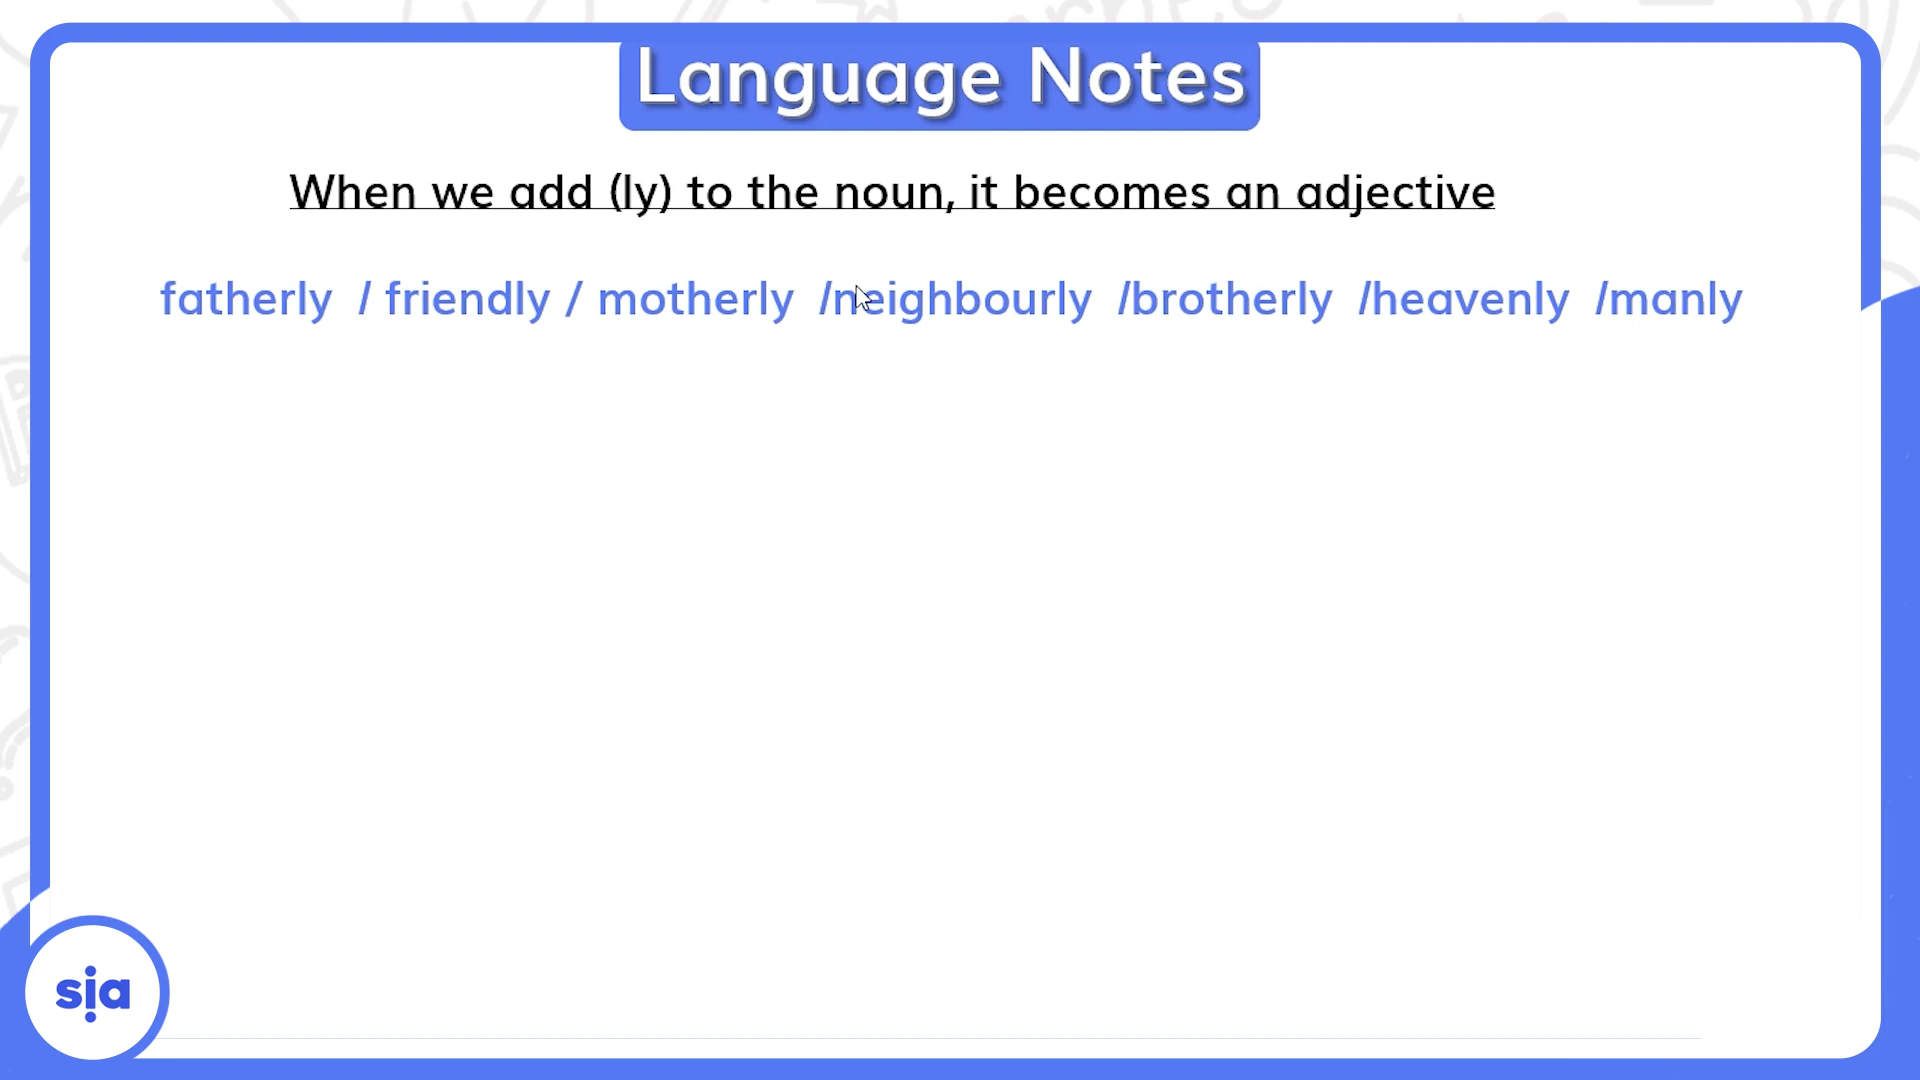 Language Notes
When we add (ly) to the noun, it becomes an adjective
fatherly / friendly / motherly /neighbourly /brotherly /heavenly /manly
sia